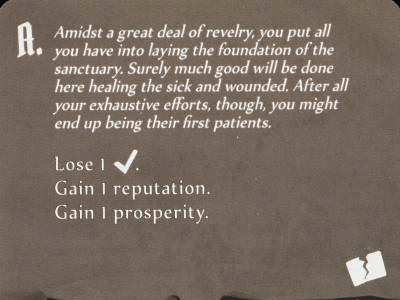 A. Amidst a great deal of revelry, you put all
you have into laying the foundation of the
sanctuary. Surely much good will be done
here healing the sick and wounded. After all
your exhaustive efforts, though, you might
end up being their first patients.
Lose 1 ✓.
Gain 1 reputation.
Gain 1 prosperity.